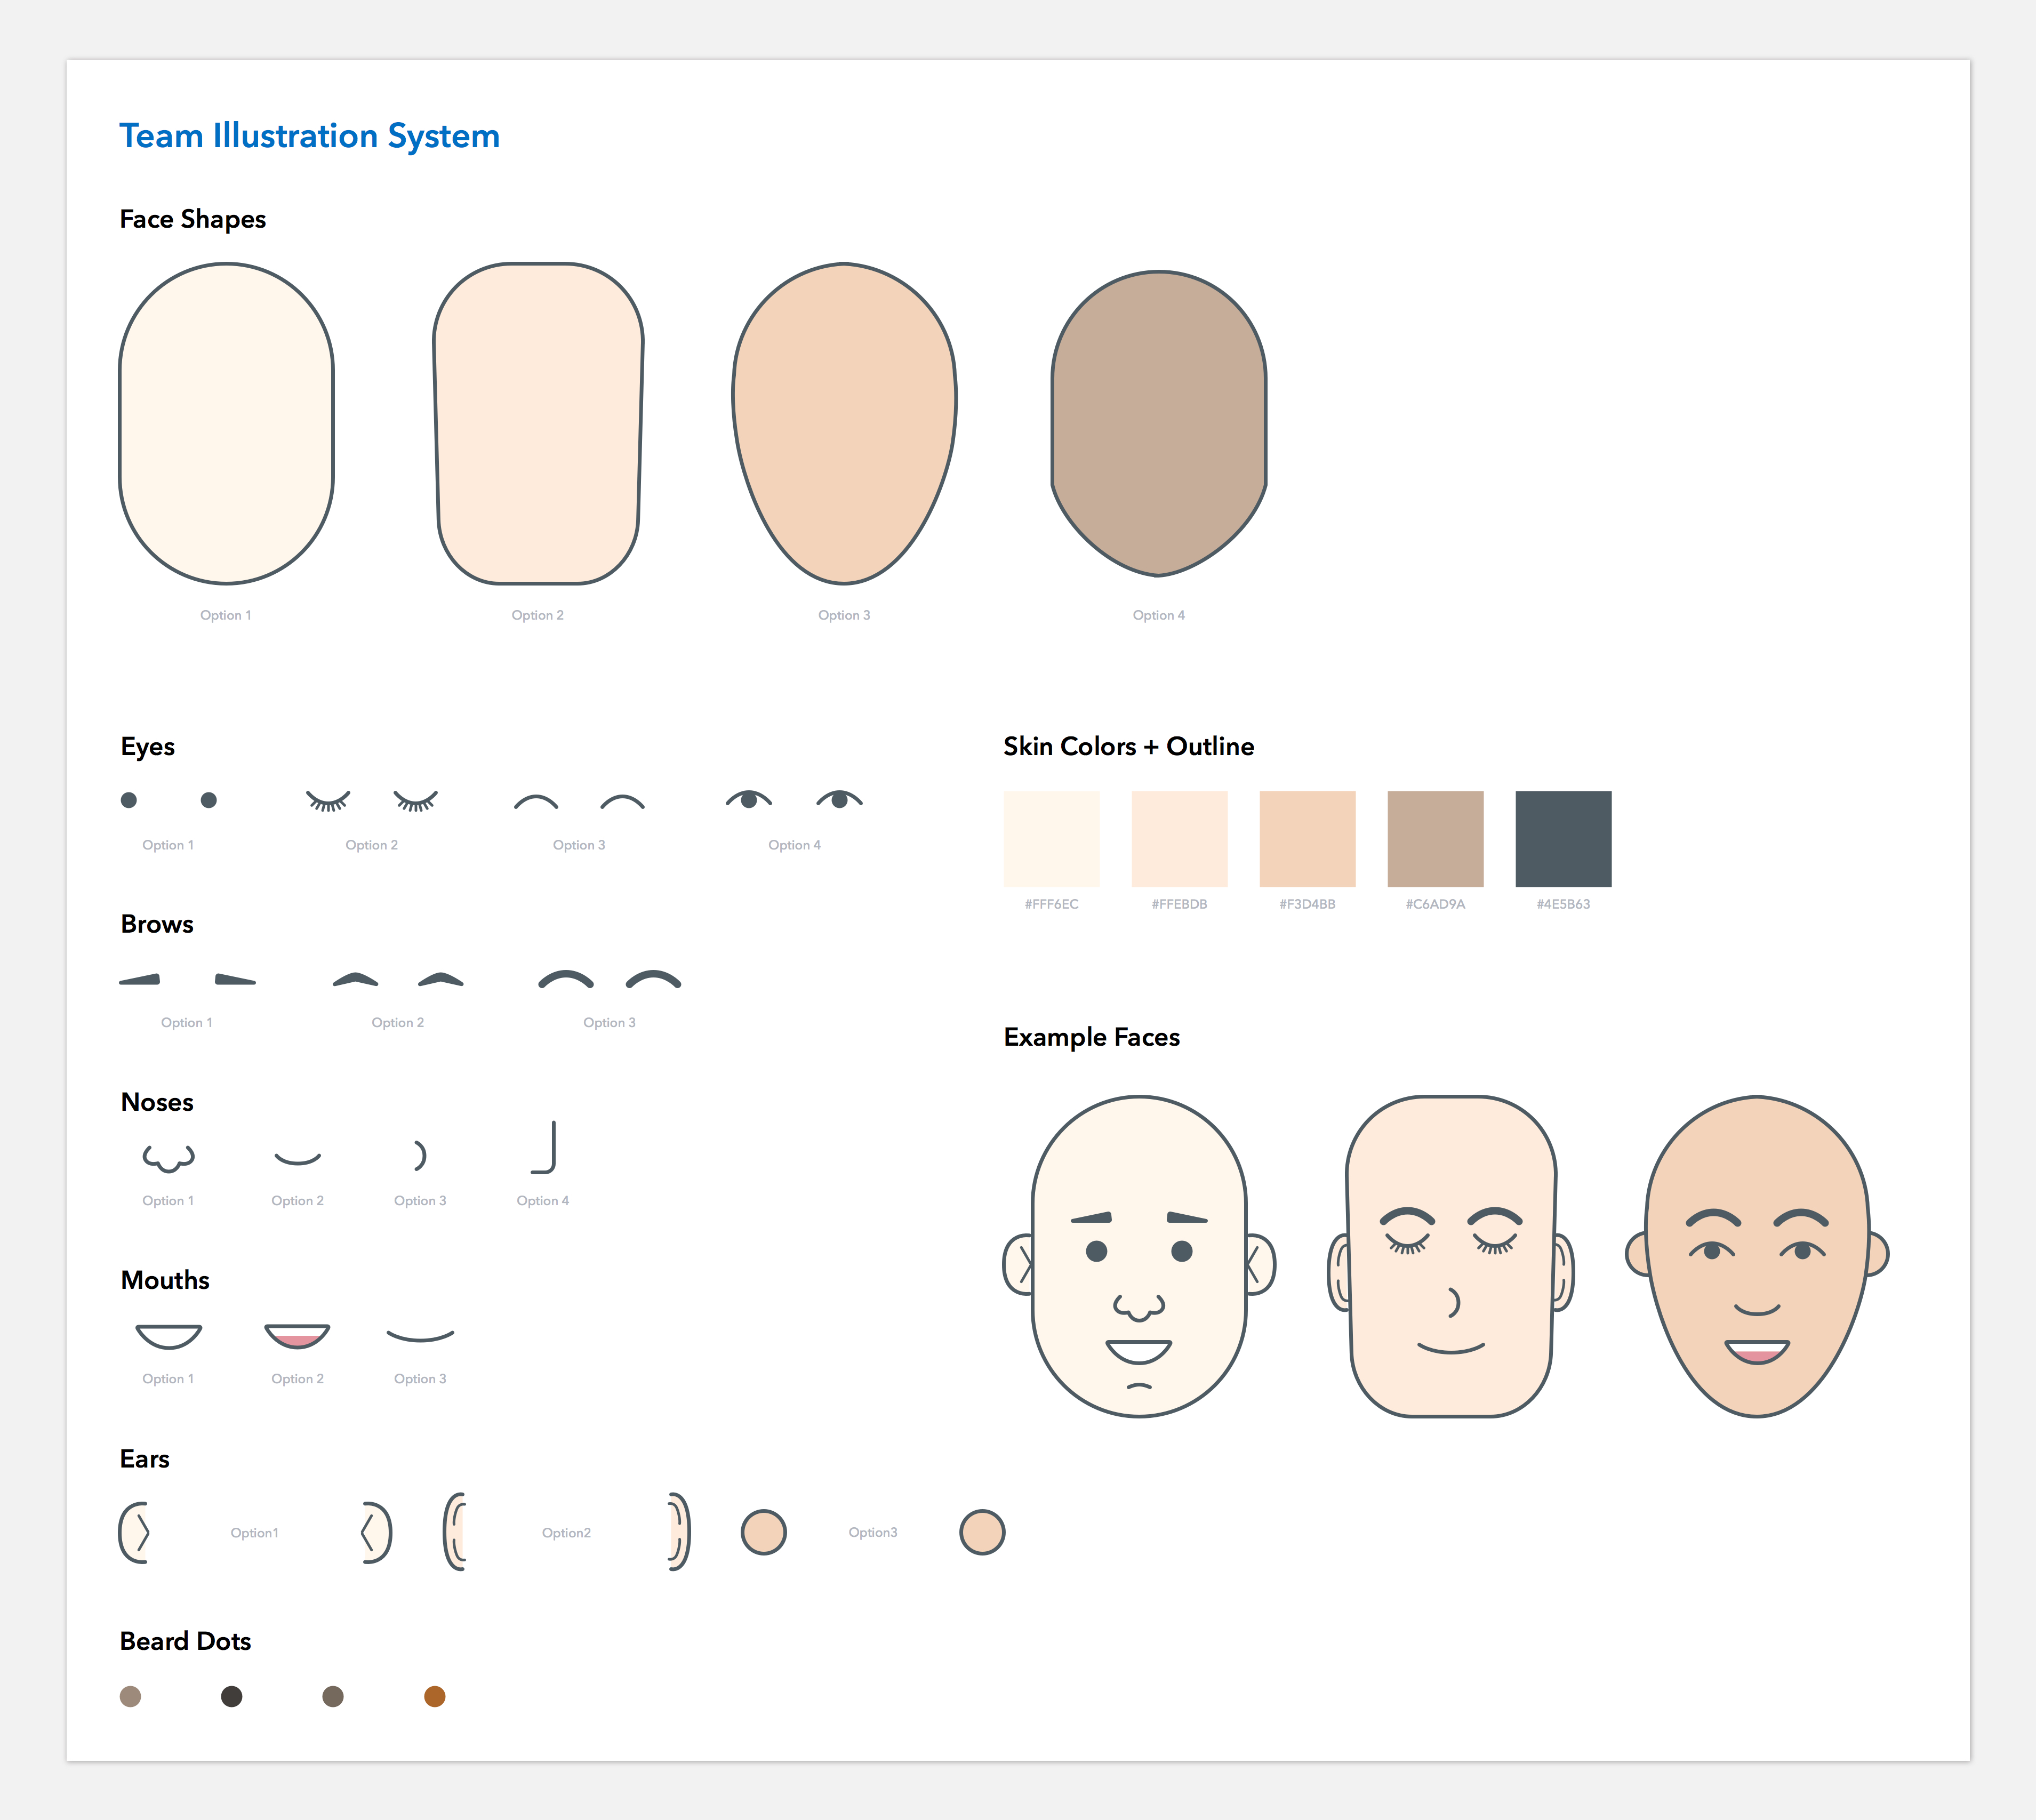 Team Illustration System
Face Shapes
Option 1
Option 2
Option 3
Option 4
Eyes
Option 1
Option 2
Option 3
Option 4
Brows
Option 1
Option 2
Option 3
Noses
Option 1
Option 2
Option 3
Option 4
Mouths
Option 1
Option 2
Option 3
Ears
Option1
Option2
Option3
Beard Dots
Skin Colors + Outline
#FFF6EC
#FFEBDB
#F3D4BB
#C6AD9A
#4E5B63
Example Faces